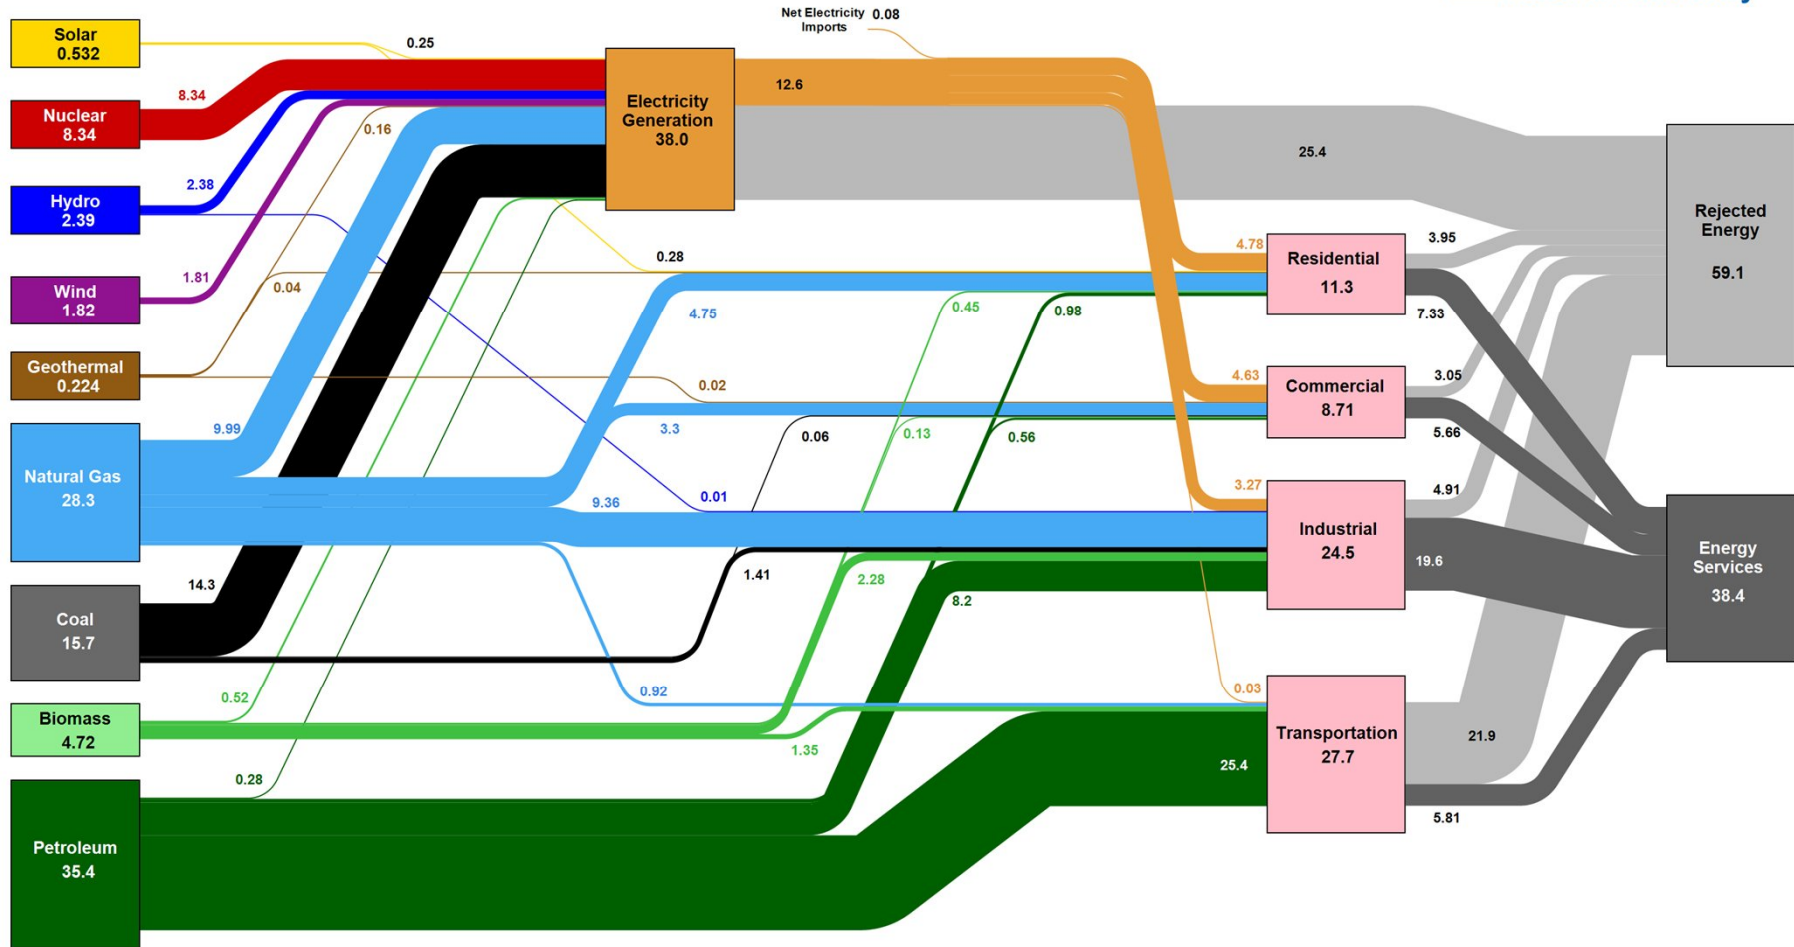 Net Electricity 0.08
Imports
Solar
0.532
0.25
Nuclear
8.34
8.34
Electricity
Generation
38.0
12.6
0.16
25.4
Hydro
2.39
2.38
Rejected
Energy
59.1
Wind
1.82
1.81
0.04
0.28
4.78
Residential
11.3
3.95
7.33
4.75
0.45
0.98
Geothermal
0.224
0.02
4.63
Commercial
8.71
3.05
5.66
Natural Gas
28.3
9.99
3.3
0.06
0.13
0.56
9.36
0.01
3.27
Industrial
24.5
4.91
19.6
Energy
Services
38.4
Coal
15.7
14.3
1.41
2.28
8.2
Biomass
4.72
0.52
0.92
1.35
0.03
Transportation
27.7
25.4
21.9
5.81
Petroleum
35.4
0.28